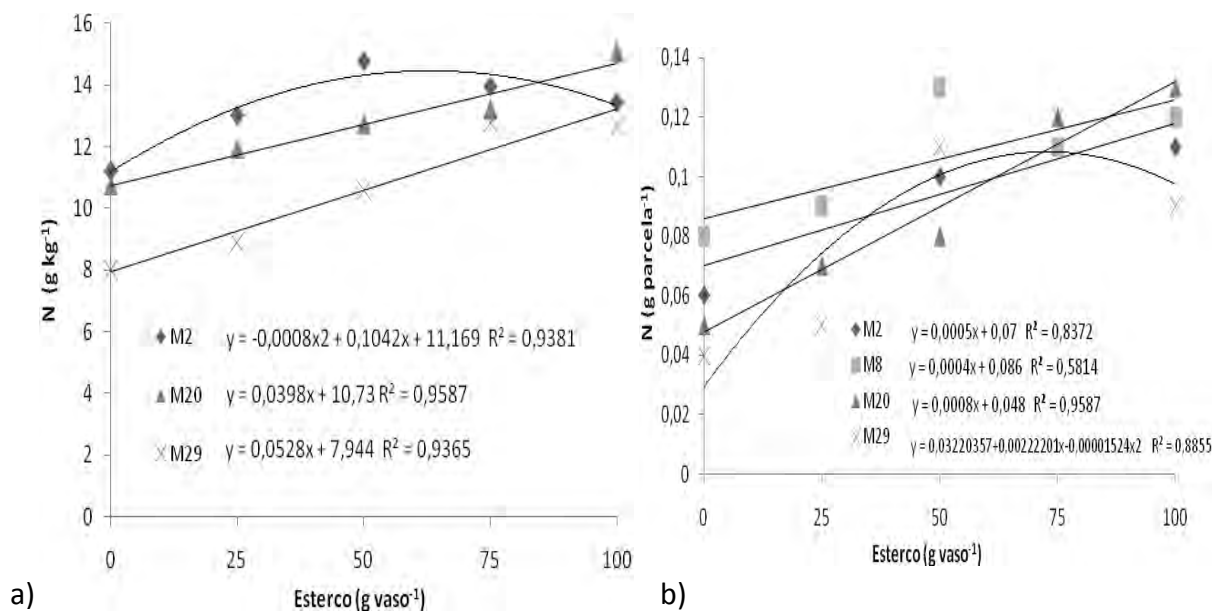 16
14
12
10
8
6
4
2
0
N (g kg⁻¹)
M2 y = -0,0008x2 + 0,1042x + 11,169 R² = 0,9381
M20 y = 0,0398x + 10,73 R² = 0,9587
M29 y = 0,0528x + 7,944 R² = 0,9365
0 25 50 75 100
Esterco (g vaso⁻¹)
a)
0,14
0,12
0,1
0,08
0,06
0,04
0,02
0
N (g parcela⁻¹)
M2 y = 0,0005x + 0,07 R² = 0,8372
M8 y = 0,0004x + 0,086 R² = 0,5814
M20 y = 0,0008x + 0,048 R² = 0,9587
M29 y = 0,03220357+0,00222201x-0,00001524x2 R² = 0,8855
0 25 50 75 100
Esterco (g vaso⁻¹)
b)